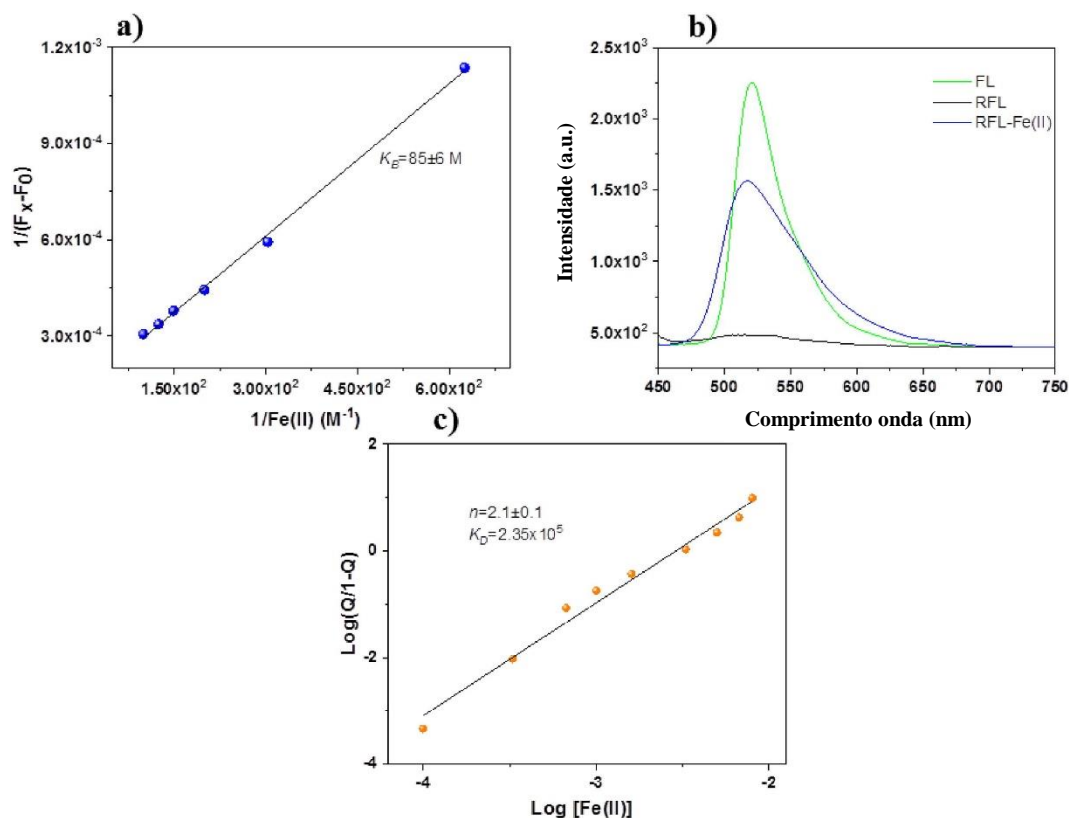 a)
1.2x10⁻³
9.0x10⁻⁴
6.0x10⁻⁴
3.0x10⁻⁴
1/(Fₓ-F₀)
K_B=85±6 M
1.50x10² 3.00x10² 4.50x10² 6.00x10²
1/Fe(II) (M⁻¹)
b)
2.5x10³
2.0x10³
1.5x10³
1.0x10³
5.0x10²
Intensidade (a.u.)
FL
RFL
RFL-Fe(II)
450 500 550 600 650 700 750
Comprimento onda (nm)
c)
2
0
-2
-4
Log(Q/1-Q)
n=2.1±0.1
K_D=2.35x10⁵
-4 -3 -2
Log [Fe(II)]